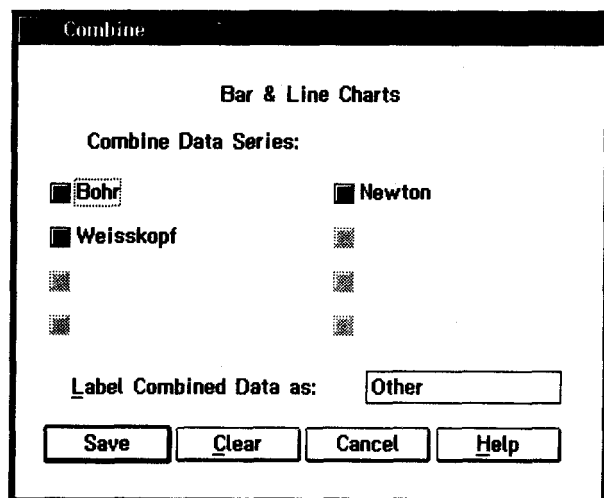 Combine
Bar & Line Charts
Combine Data Series:
Bohr
Newton
Weisskopf
Label Combined Data as:
Other
Save
Clear
Cancel
Help